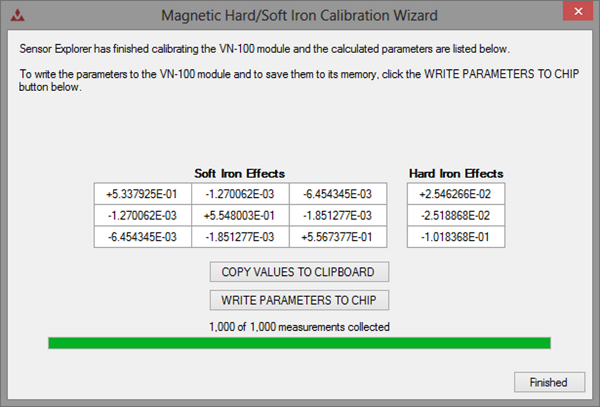 Magnetic Hard/Soft Iron Calibration Wizard
Sensor Explorer has finished calibrating the VN-100 module and the calculated parameters are listed below.
To write the parameters to the VN-100 module and to save them to its memory, click the WRITE PARAMETERS TO CHIP
button below.
Soft Iron Effects Hard Iron Effects
+5.337925E-01 -1.270062E-03 -6.454345E-03 +2.546266E-02
-1.270062E-03 +5.548003E-01 -1.851277E-03 -2.518868E-02
-6.454345E-03 -1.851277E-03 +5.567377E-01 -1.018368E-01
COPY VALUES TO CLIPBOARD
WRITE PARAMETERS TO CHIP
1,000 of 1,000 measurements collected
Finished